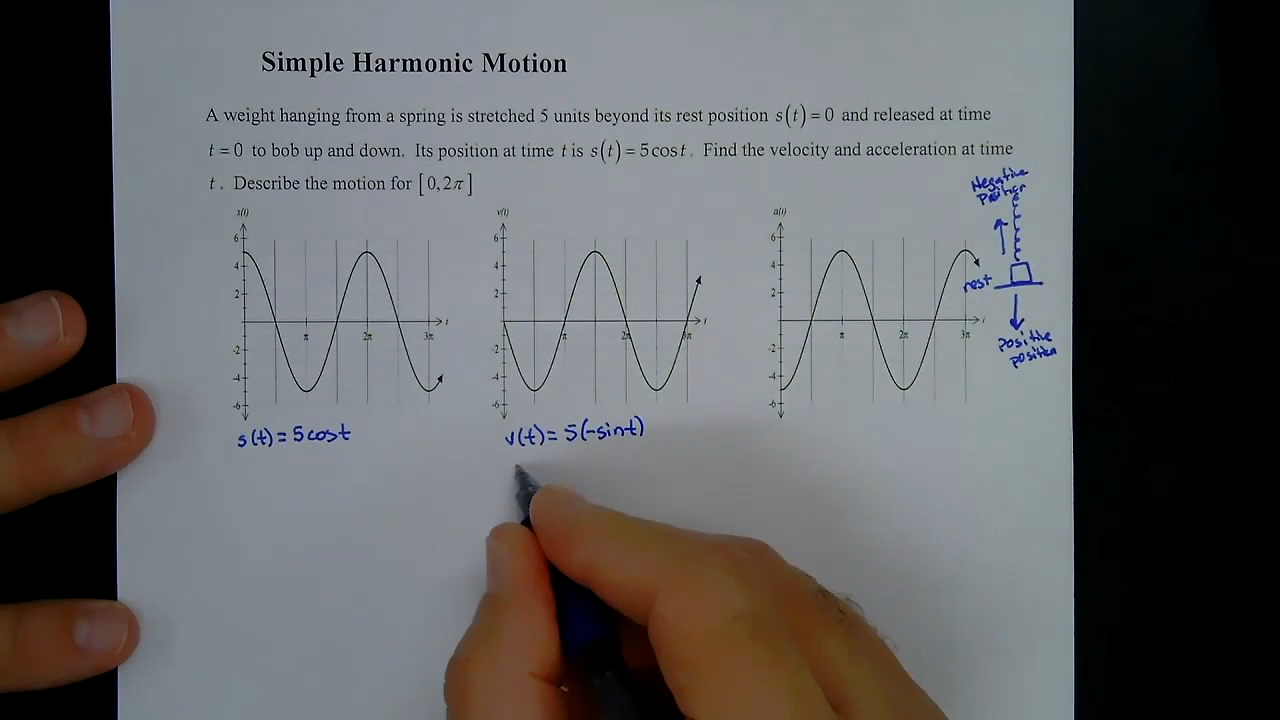 Simple Harmonic Motion
A weight hanging from a spring is stretched 5 units beyond its rest position s(t) = 0 and released at time
t = 0 to bob up and down. Its position at time t is s(t) = 5cost. Find the velocity and acceleration at time
t. Describe the motion for [0, 2π]
Negative
Position
rest
positive
position
s(t)
6
4
2
-2
-4
-6
π
2π
3π
t
v(t)
6
4
2
-2
-4
-6
π
2π
3π
t
a(t)
6
4
2
-2
-4
-6
π
2π
3π
t
s(t) = 5cost
v(t) = 5(-sint)